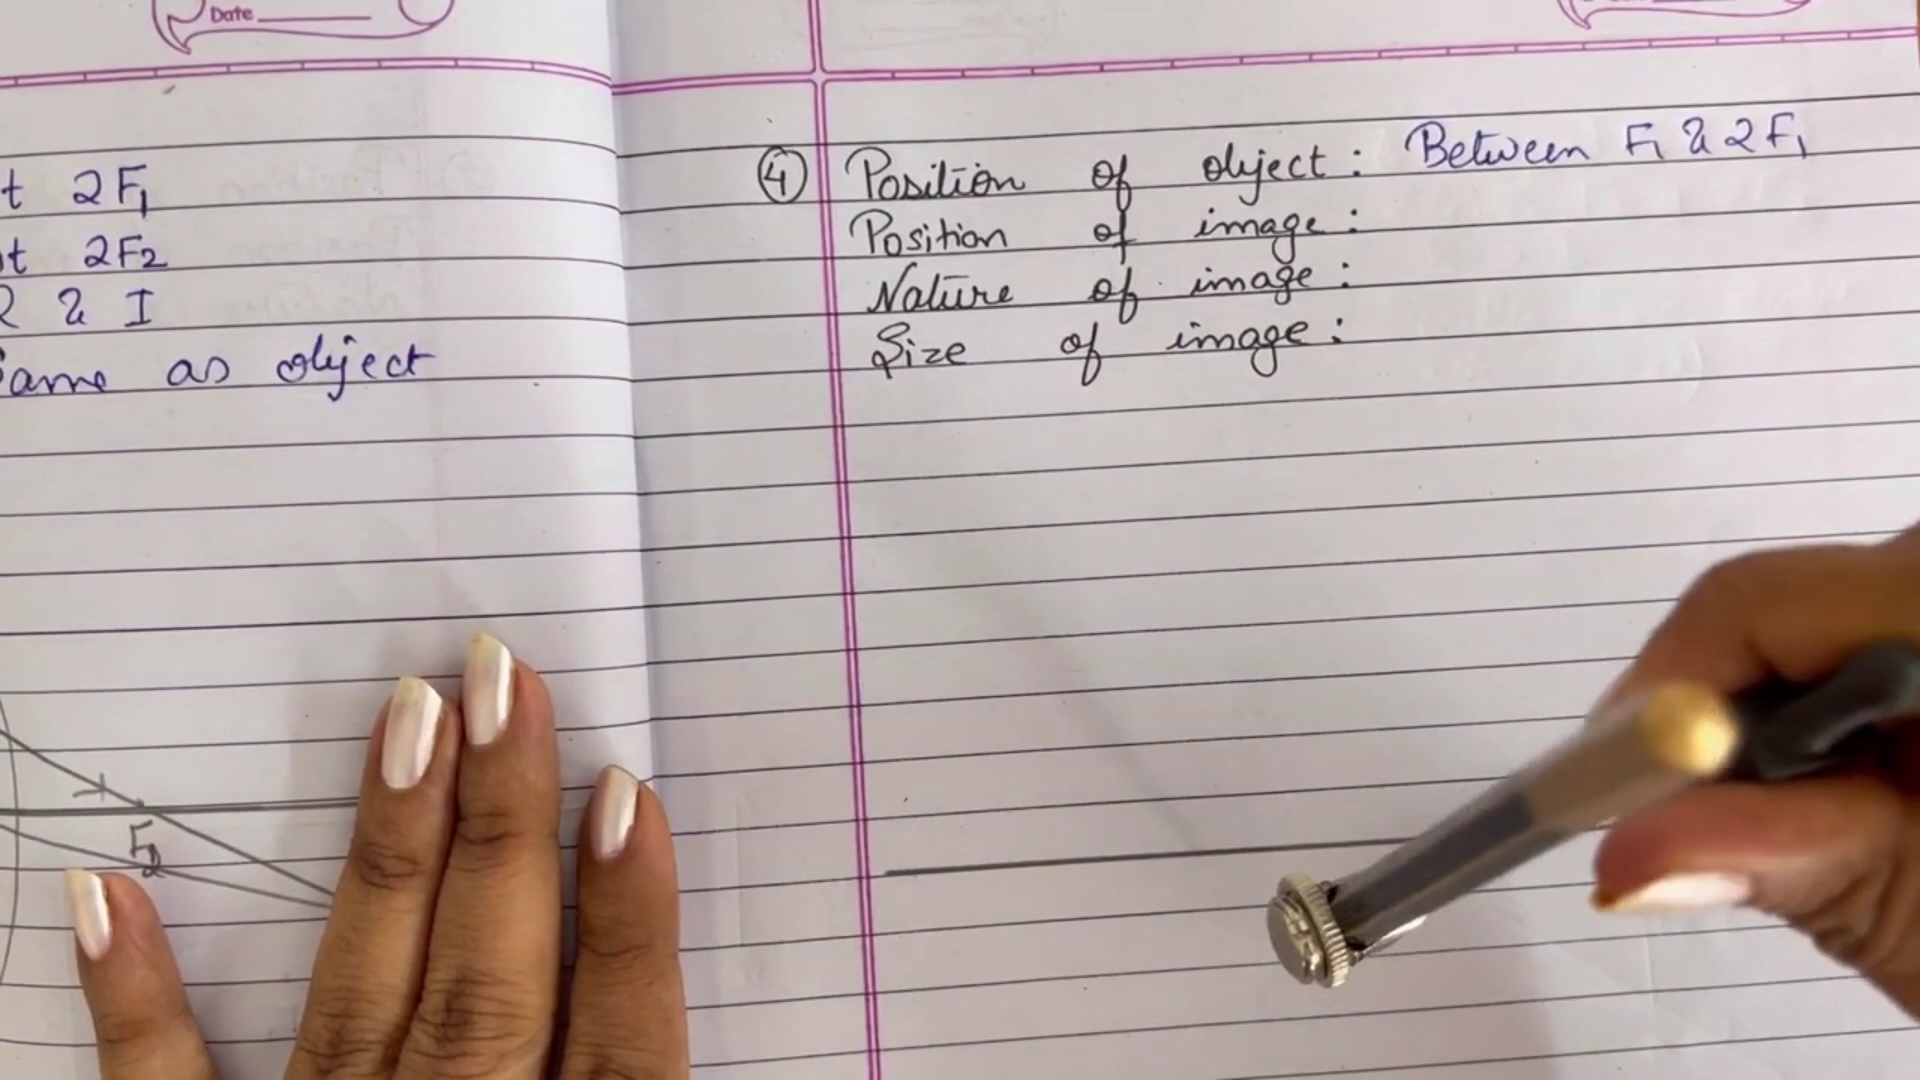 Date
t 2F1
t 2F2
& I
ame as object
F2
④ Position of object: Between F1 & 2F1
Position of image:
Nature of image:
Size of image: